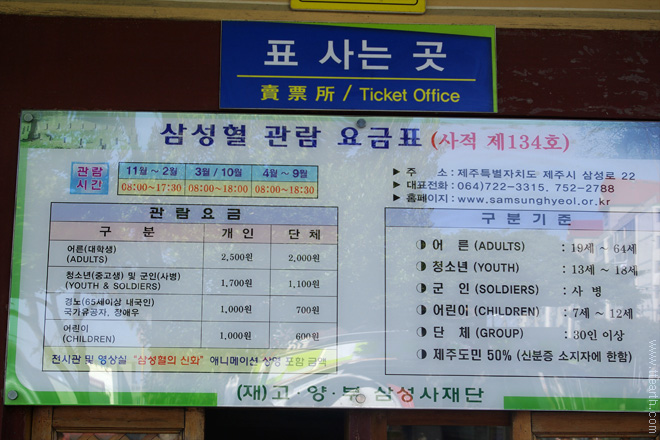 표 사는 곳
賣票所 / Ticket Office
삼성혈 관람 요금표 (사적 제134호)
관람 시간
11월~2월 3월/10월 4월~9월
08:00~17:30 08:00~18:00 08:00~18:30
▶ 주 소 : 제주특별자치도 제주시 삼성로 22
▶ 대표전화 : 064)722-3315, 752-2788
▶ 홈페이지 : www.samsunghyeol.or.kr
관 람 요 금
구 분 개 인 단 체
어른(대학생)
(ADULTS) 2,500원 2,000원
청소년(중고생) 및 군인(사병)
(YOUTH & SOLDIERS) 1,700원 1,100원
경노(65세이상 내국인)
국가유공자, 장애우 1,000원 700원
어린이
(CHILDREN) 1,000원 600원
전시관 및 영상실 "삼성혈의 신화" 애니메이션 상영 포함 금액
구 분 기 준
어 른 (ADULTS) : 19세 ~ 64세
청소년 (YOUTH) : 13세 ~ 18세
군 인 (SOLDIERS) : 사 병
어린이 (CHILDREN) : 7세 ~ 12세
단 체 (GROUP) : 30인 이상
제주도민 50% (신분증 소지자에 한함)
(재)고·양·부 삼성사재단